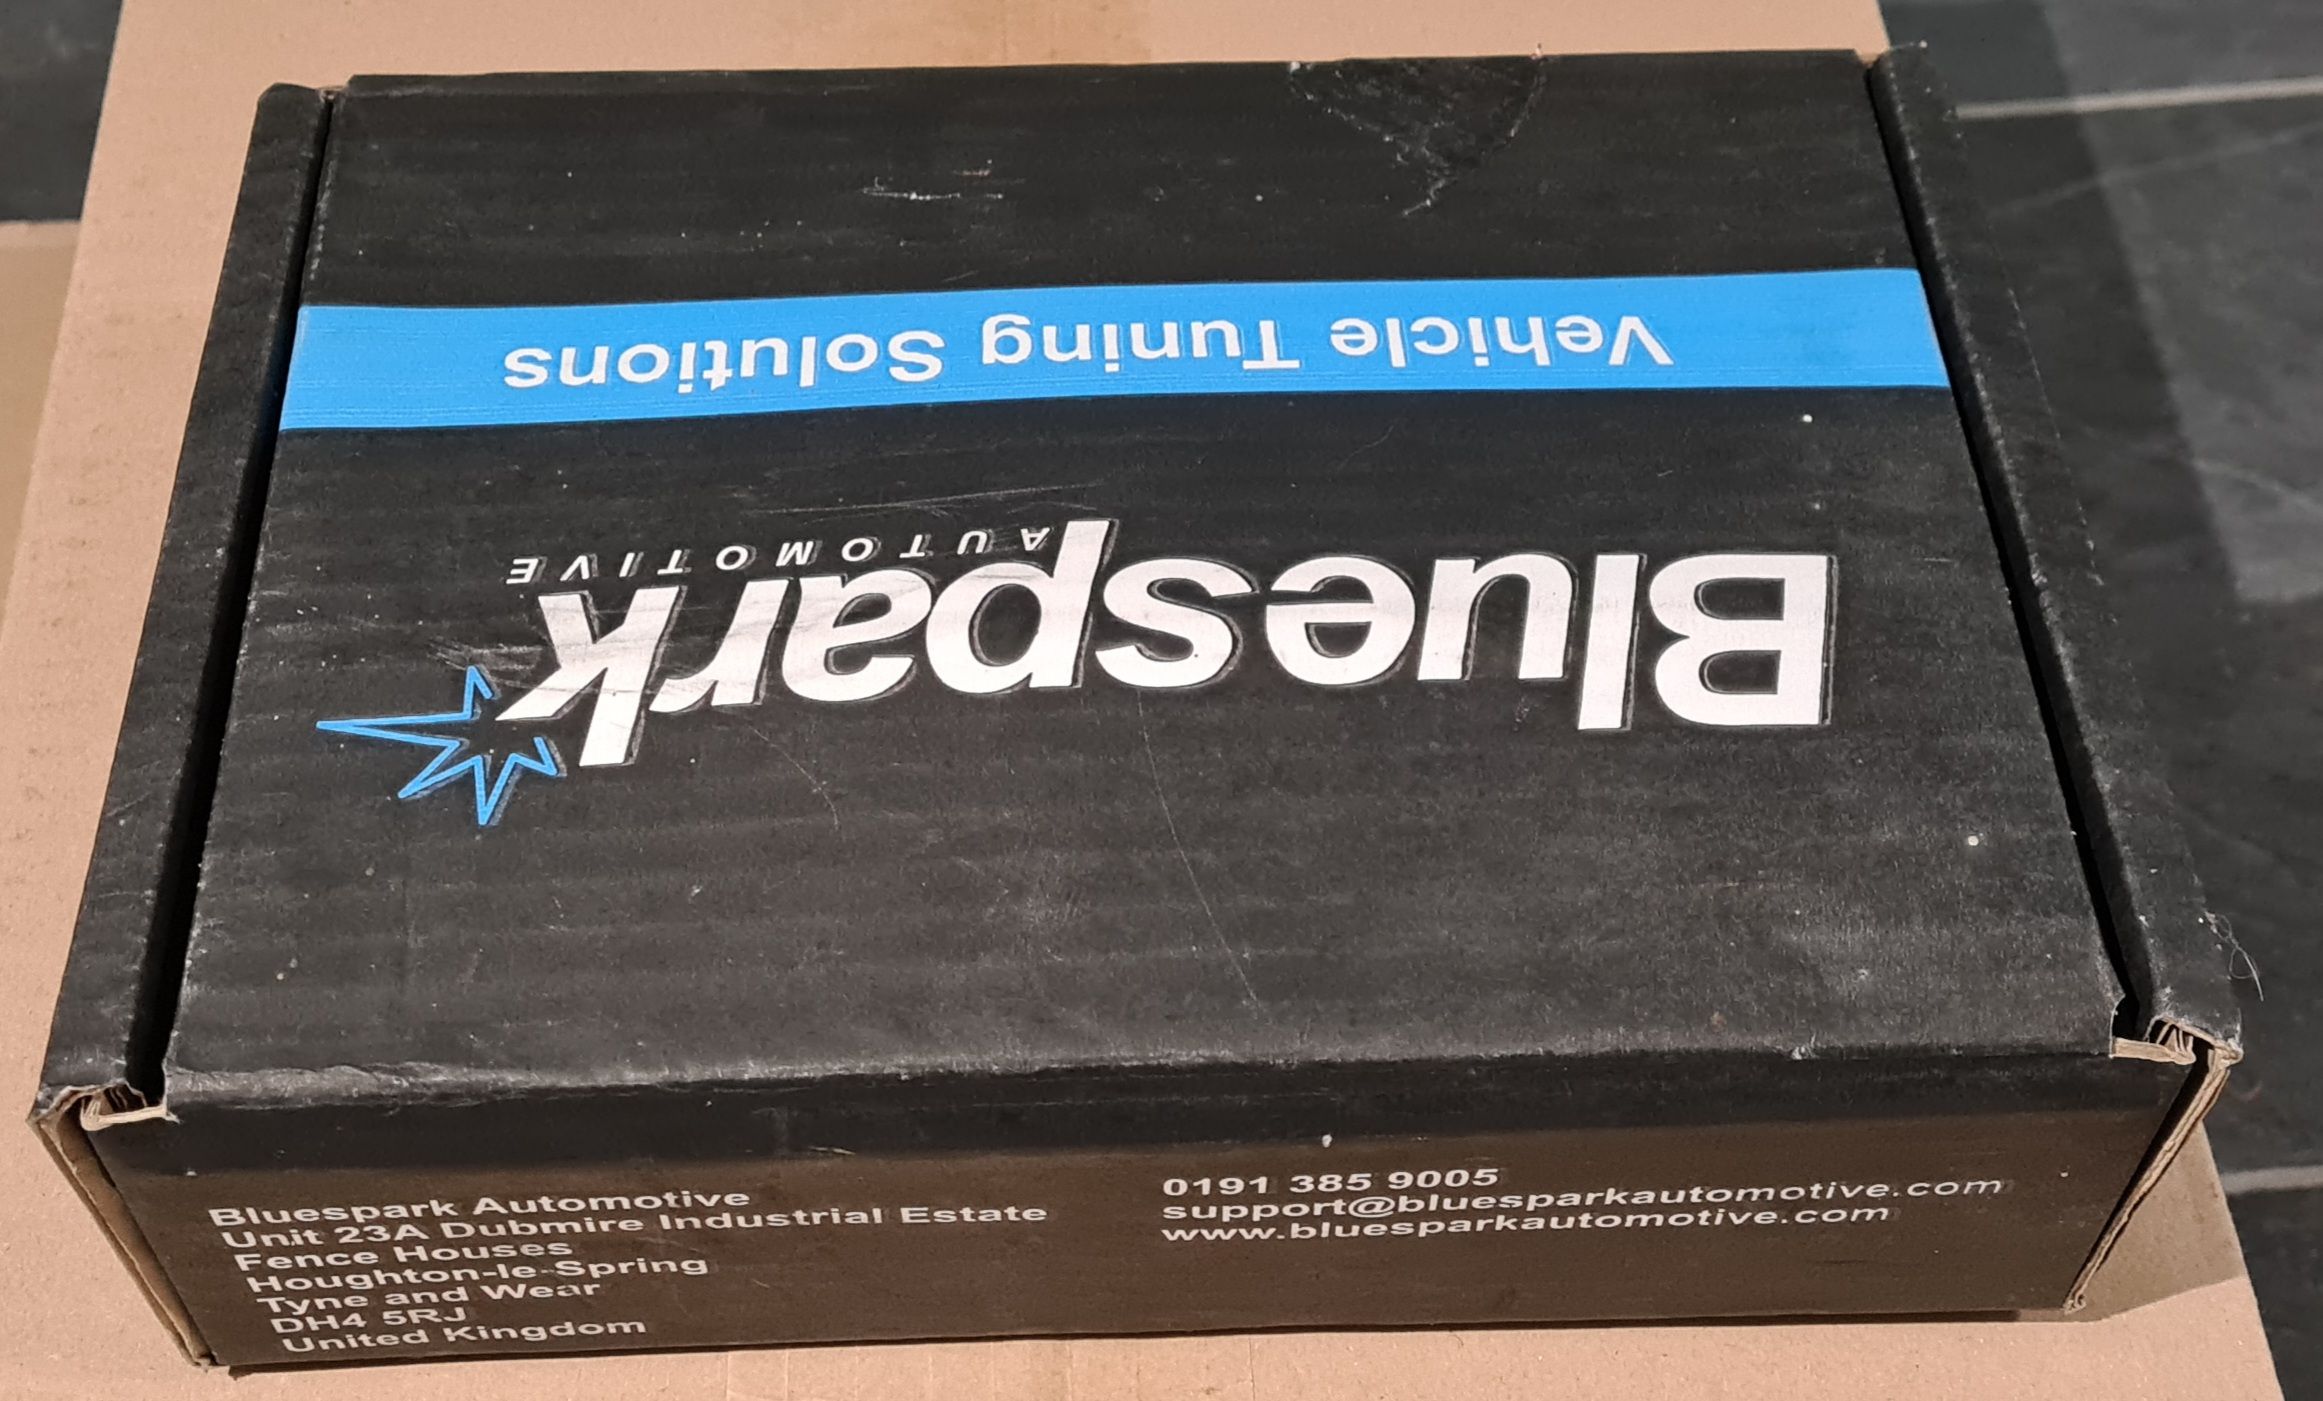 Vehicle Tuning Solutions
Bluespark
AUTOMOTIVE
Bluespark Automotive
Unit 23A Dubmire Industrial Estate
Fence Houses
Houghton-le-Spring
Tyne and Wear
DH4 5RJ
United Kingdom
0191 385 9005
support@bluesparkautomotive.com
www.bluesparkautomotive.com